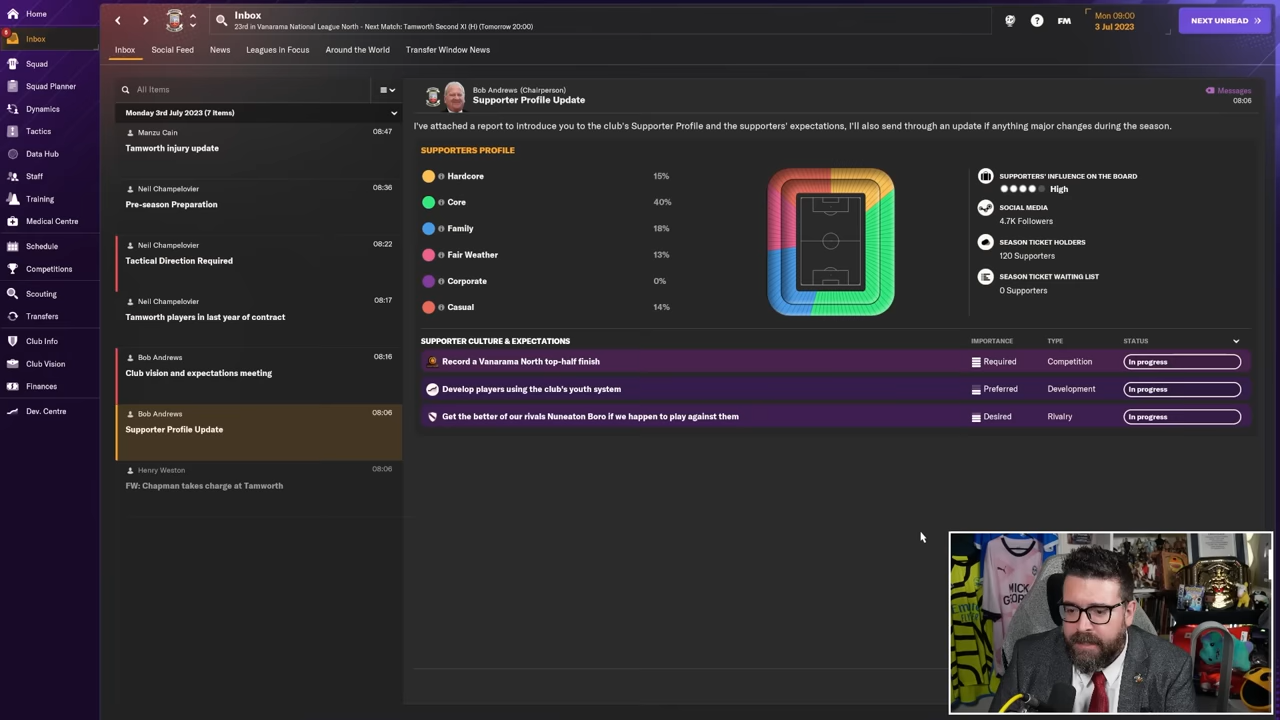 Home
Inbox
Squad
Squad Planner
Dynamics
Tactics
Data Hub
Staff
Training
Medical Centre
Schedule
Competitions
Scouting
Transfers
Club Info
Club Vision
Finances
Dev. Centre
Inbox
23rd in Vanarama National League North - Next Match: Tamworth Second XI (H) (Tomorrow 20:00)
? FM
Mon 09:00
3 Jul 2023
NEXT UNREAD
Inbox Social Feed News Leagues in Focus Around the World Transfer Window News
All Items
Monday 3rd July 2023 (7 items)
Manzu Cain 08:47
Tamworth injury update
Neil Champelovier 08:36
Pre-season Preparation
Neil Champelovier 08:22
Tactical Direction Required
Neil Champelovier 08:17
Tamworth players in last year of contract
Bob Andrews 08:16
Club vision and expectations meeting
Bob Andrews 08:06
Supporter Profile Update
Henry Weston 08:06
FW: Chapman takes charge at Tamworth
Bob Andrews (Chairperson)
Supporter Profile Update
Messages
08:06
I've attached a report to introduce you to the club's Supporter Profile and the supporters' expectations, I'll also send through an update if anything major changes during the season.
SUPPORTERS PROFILE
Hardcore 15%
Core 40%
Family 18%
Fair Weather 13%
Corporate 0%
Casual 14%
SUPPORTERS' INFLUENCE ON THE BOARD
High
SOCIAL MEDIA
4.7K Followers
SEASON TICKET HOLDERS
120 Supporters
SEASON TICKET WAITING LIST
0 Supporters
SUPPORTER CULTURE & EXPECTATIONS IMPORTANCE TYPE STATUS
Record a Vanarama North top-half finish Required Competition In progress
Develop players using the club's youth system Preferred Development In progress
Get the better of our rivals Nuneaton Boro if we happen to play against them Desired Rivalry In progress
MICK